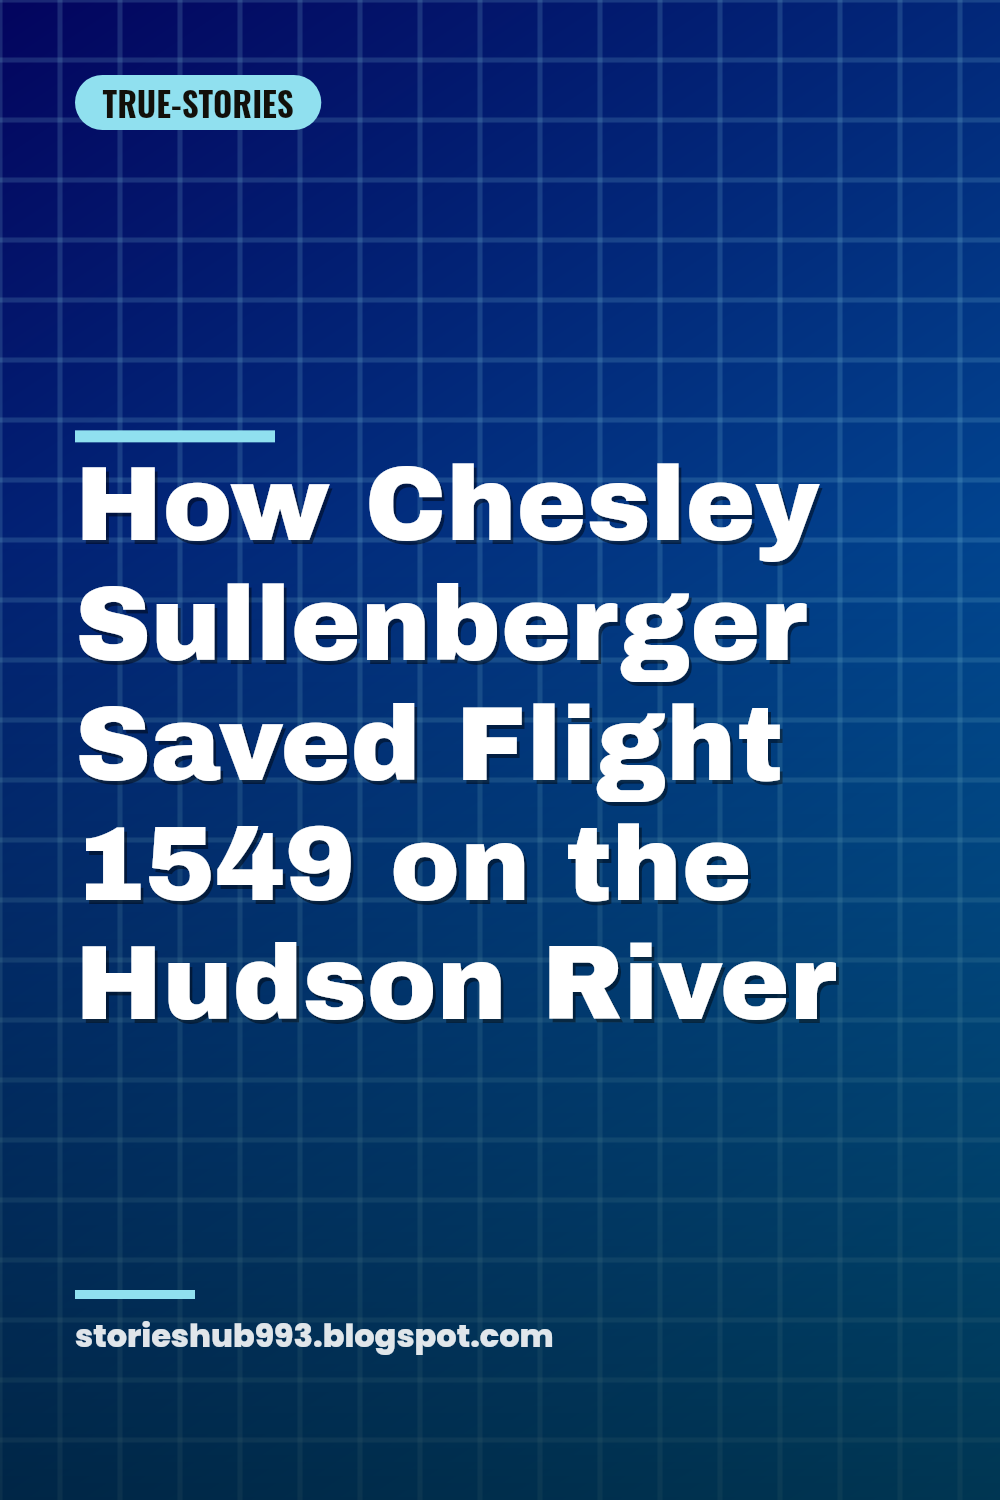 TRUE-STORIES
How Chesley
Sullenberger
Saved Flight
1549 on the
Hudson River
storieshub993.blogspot.com